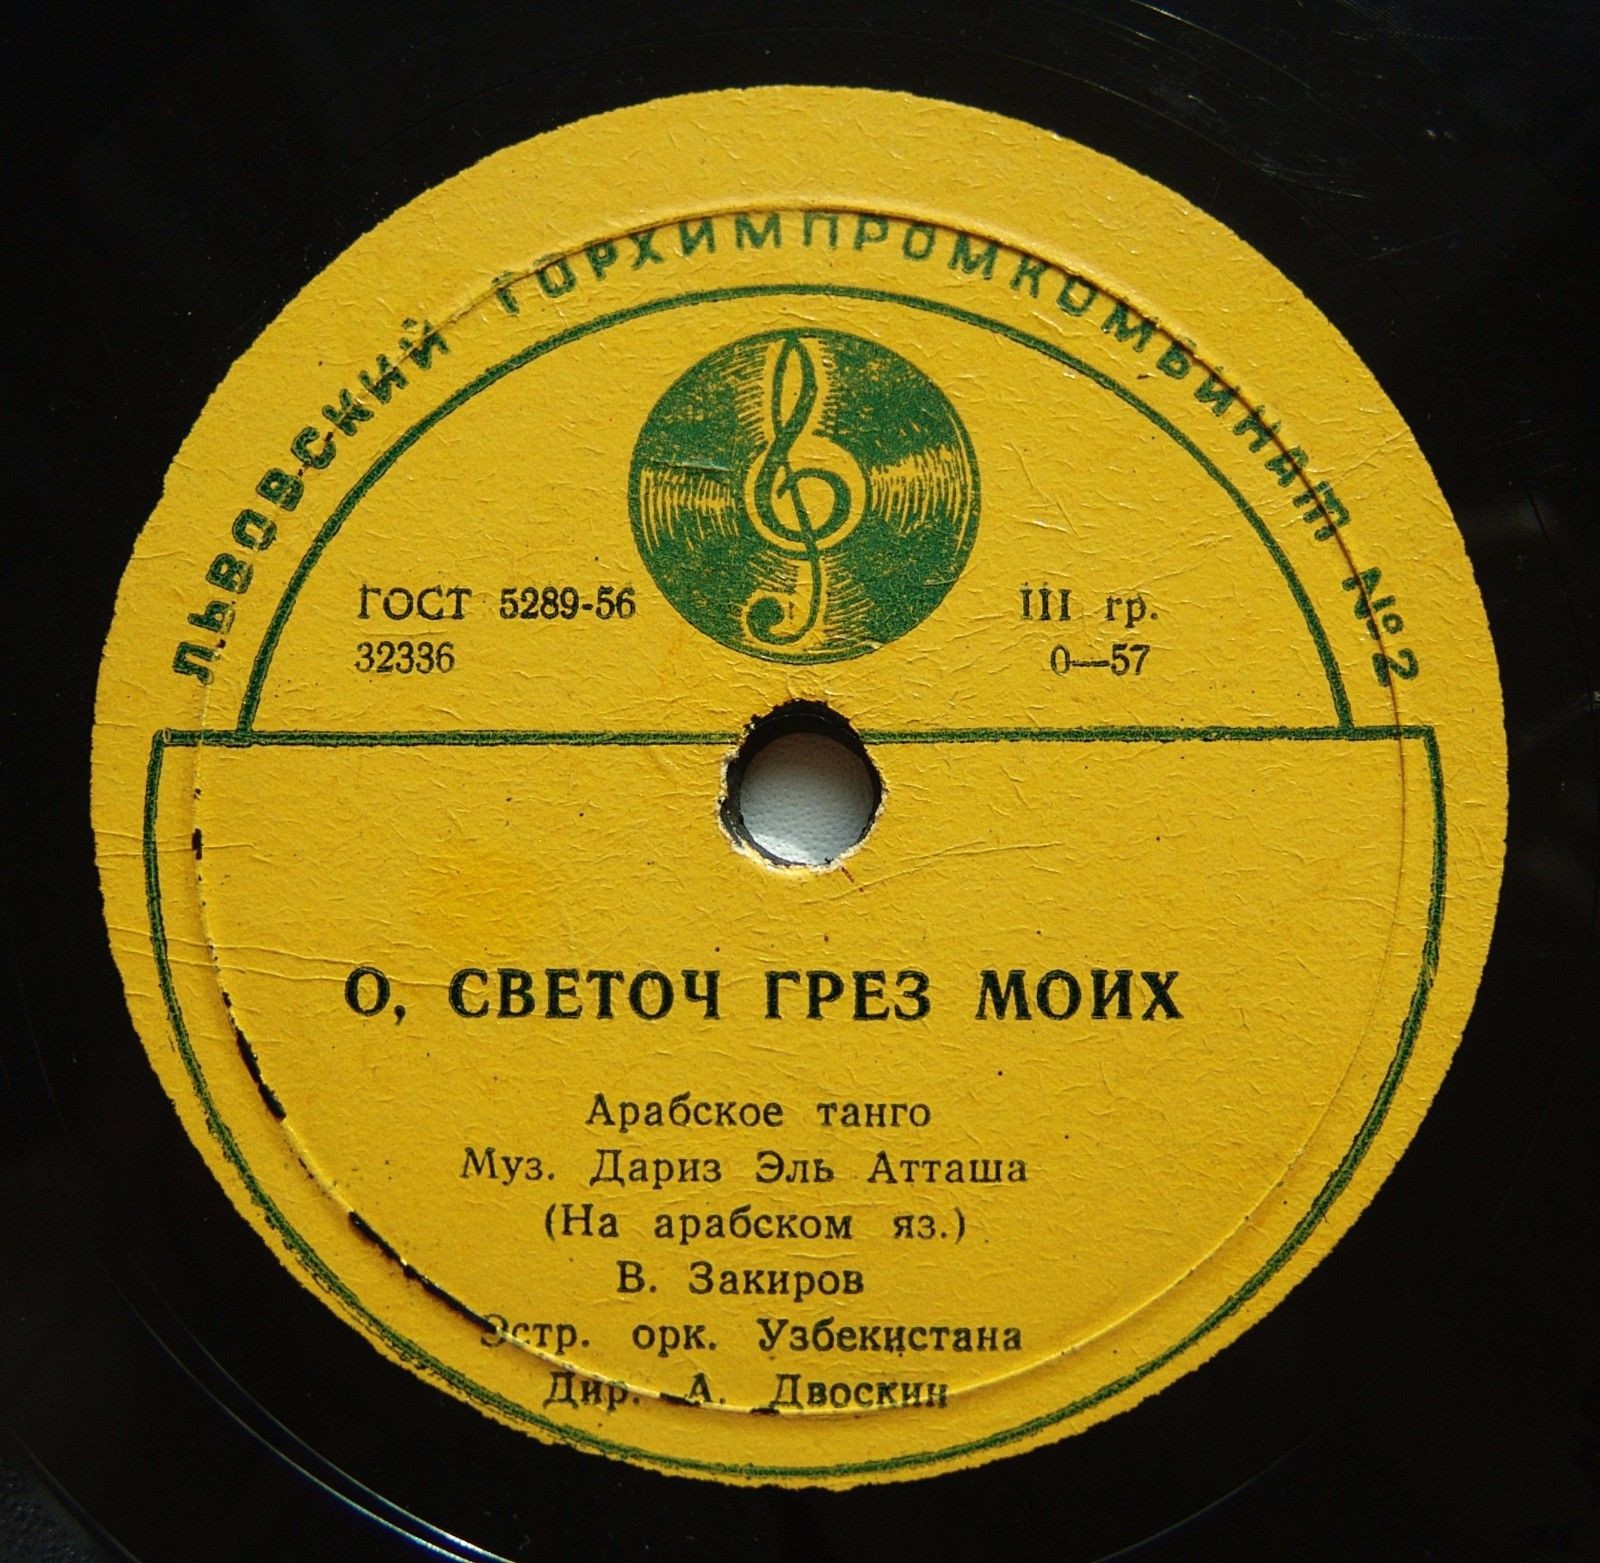 ЛЬВОВСКИЙ ГОРХИМПРОМКОМБИНАТ №2
ГОСТ 5289-56
32336
III гр.
0—57
О, СВЕТОЧ ГРЕЗ МОИХ
Арабское танго
Муз. Дариз Эль Атташа
(На арабском яз.)
В. Закиров
Эстр. орк. Узбекистана
Дир. А. Двоскин